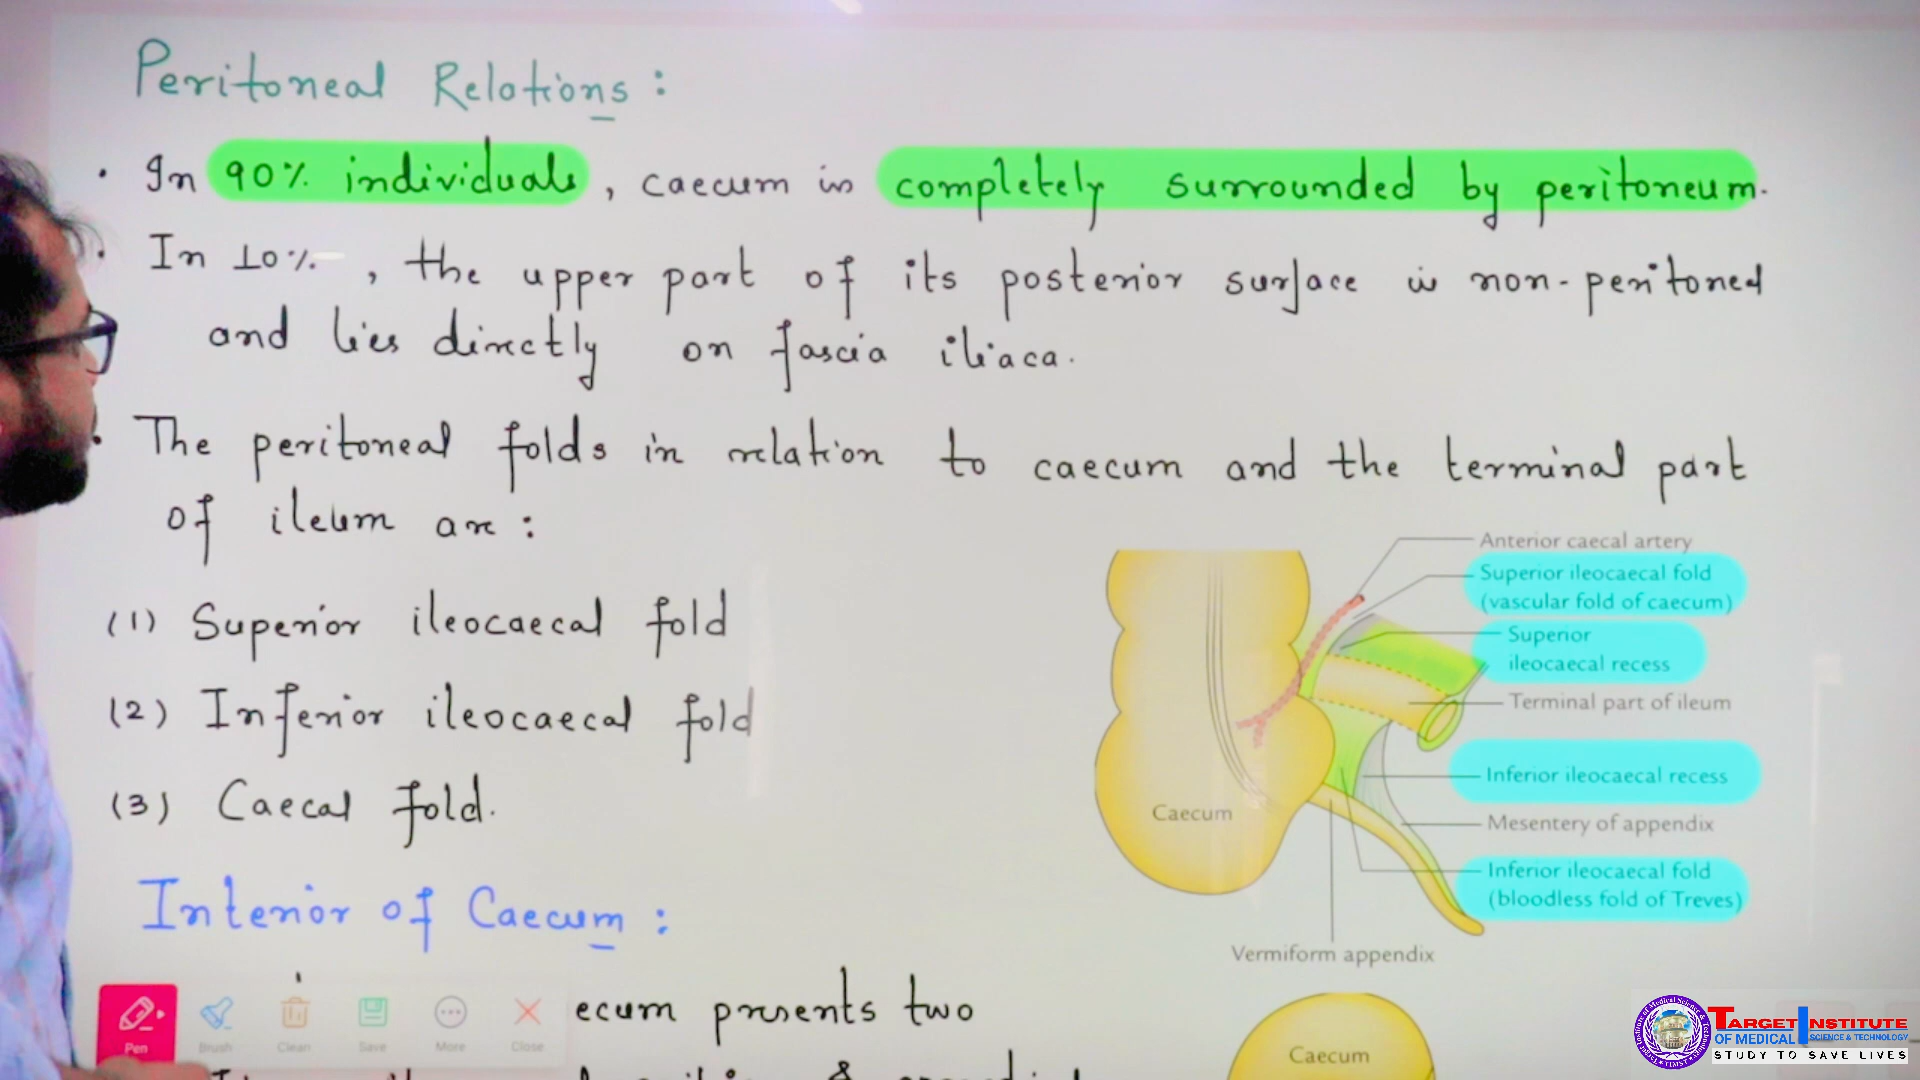 Peritoneal Relations :
• In 90% individuals, caecum is completely surrounded by peritoneum.
• In 10%, the upper part of its posterior surface is non-peritoneal
and lies directly on fascia iliaca.
• The peritoneal folds in relation to caecum and the terminal part
of ileum are :
(1) Superior ileocaecal fold
(2) Inferior ileocaecal fold
(3) Caecal fold.
Anterior caecal artery
Superior ileocaecal fold
(vascular fold of caecum)
Superior
ileocaecal recess
Terminal part of ileum
Inferior ileocaecal recess
Mesentery of appendix
Inferior ileocaecal fold
(bloodless fold of Treves)
Caecum
Vermiform appendix
Interior of Caecum :
ecum presents two
Caecum
Pen
Brush
Clean
Save
More
Close
TARGET INSTITUTE
OF MEDICAL SCIENCE & TECHNOLOGY
STUDY TO SAVE LIVES